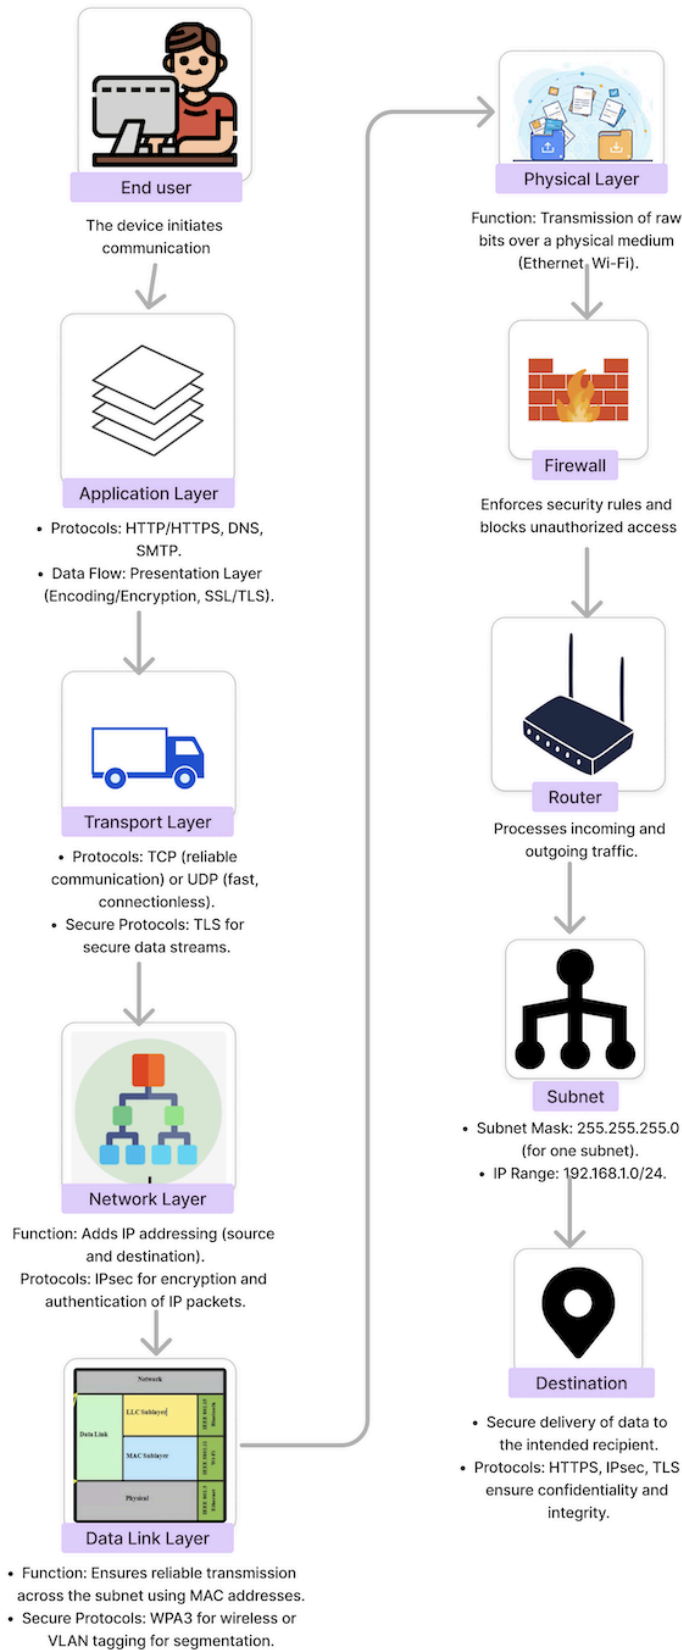 End user
The device initiates
communication
Application Layer
• Protocols: HTTP/HTTPS, DNS,
SMTP.
• Data Flow: Presentation Layer
(Encoding/Encryption, SSL/TLS).
Transport Layer
• Protocols: TCP (reliable
communication) or UDP (fast,
connectionless).
• Secure Protocols: TLS for
secure data streams.
Network Layer
Function: Adds IP addressing (source
and destination).
Protocols: IPsec for encryption and
authentication of IP packets.
Network
Data Link
LLC Sublayer
MAC Sublayer
Physical
Bluetooth
Wi-Fi
Ethernet
Data Link Layer
• Function: Ensures reliable transmission
across the subnet using MAC addresses.
• Secure Protocols: WPA3 for wireless or
VLAN tagging for segmentation.
Physical Layer
Function: Transmission of raw
bits over a physical medium
(Ethernet, Wi-Fi).
Firewall
Enforces security rules and
blocks unauthorized access
Router
Processes incoming and
outgoing traffic.
Subnet
• Subnet Mask: 255.255.255.0
(for one subnet).
• IP Range: 192.168.1.0/24.
Destination
• Secure delivery of data to
the intended recipient.
• Protocols: HTTPS, IPsec, TLS
ensure confidentiality and
integrity.